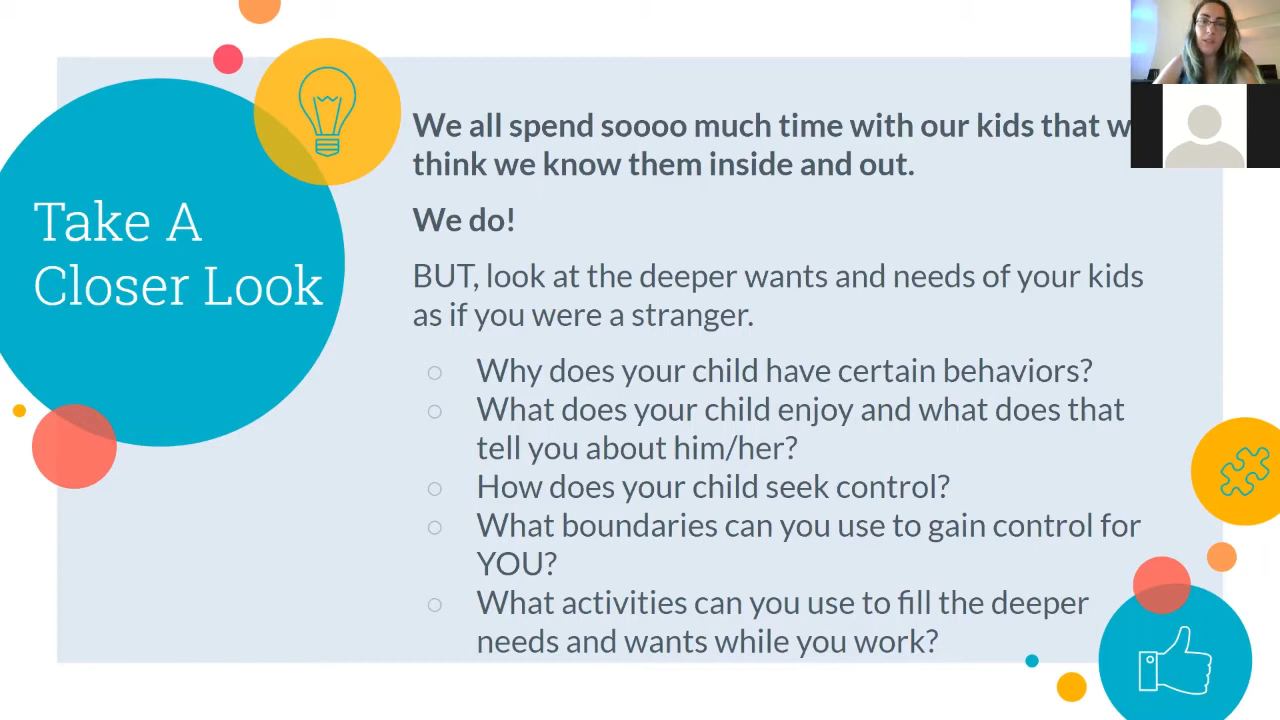 Take A
Closer Look
We all spend soooo much time with our kids that w
think we know them inside and out.
We do!
BUT, look at the deeper wants and needs of your kids
as if you were a stranger.
○ Why does your child have certain behaviors?
○ What does your child enjoy and what does that
tell you about him/her?
○ How does your child seek control?
○ What boundaries can you use to gain control for
YOU?
○ What activities can you use to fill the deeper
needs and wants while you work?